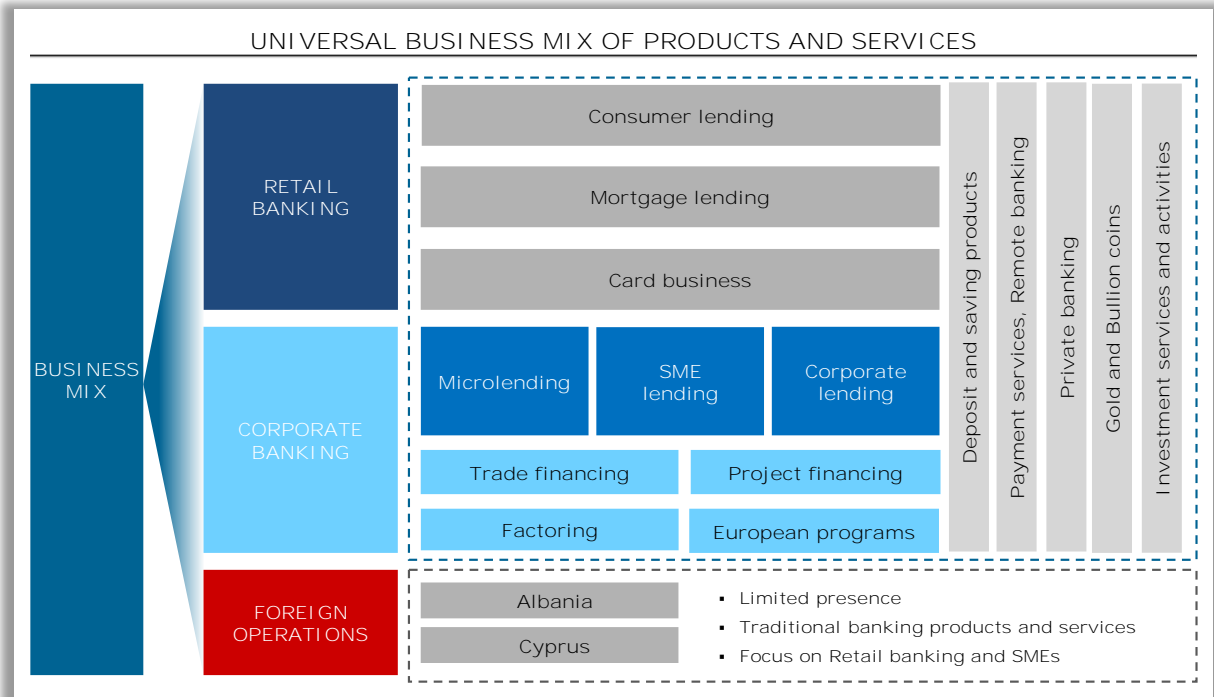 UNIVERSAL BUSINESS MIX OF PRODUCTS AND SERVICES
BUSINESS
MIX
RETAIL
BANKING
Consumer lending
Mortgage lending
Card business
CORPORATE
BANKING
Microlending
SME
lending
Corporate
lending
Trade financing
Project financing
Factoring
European programs
Deposit and saving products
Payment services, Remote banking
Private banking
Gold and Bullion coins
Investment services and activities
FOREIGN
OPERATIONS
Albania
Cyprus
▪ Limited presence
▪ Traditional banking products and services
▪ Focus on Retail banking and SMEs